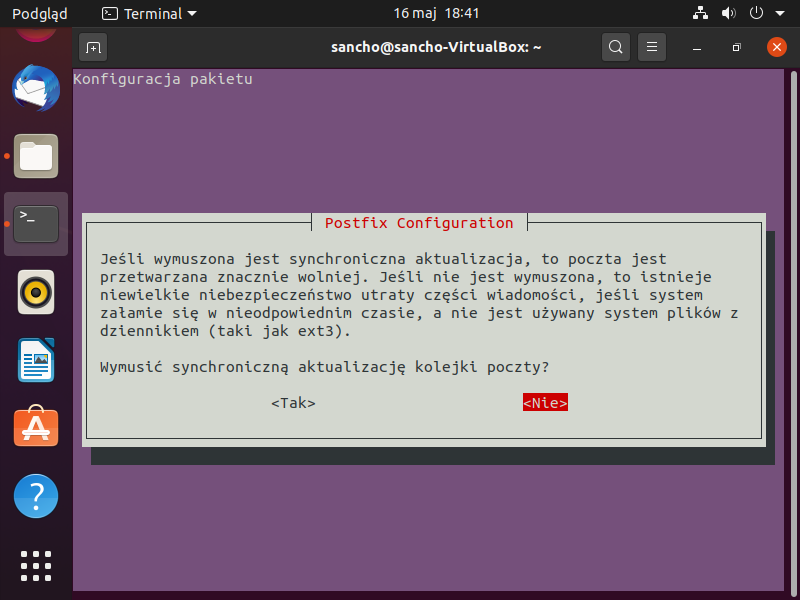 Podgląd
Terminal
16 maj 18:41
sancho@sancho-VirtualBox: ~
Konfiguracja pakietu
Postfix Configuration
Jeśli wymuszona jest synchroniczna aktualizacja, to poczta jest
przetwarzana znacznie wolniej. Jeśli nie jest wymuszona, to istnieje
niewielkie niebezpieczeństwo utraty części wiadomości, jeśli system
załamie się w nieodpowiednim czasie, a nie jest używany system plików z
dziennikiem (taki jak ext3).
Wymusić synchroniczną aktualizację kolejki poczty?
<Tak> <Nie>